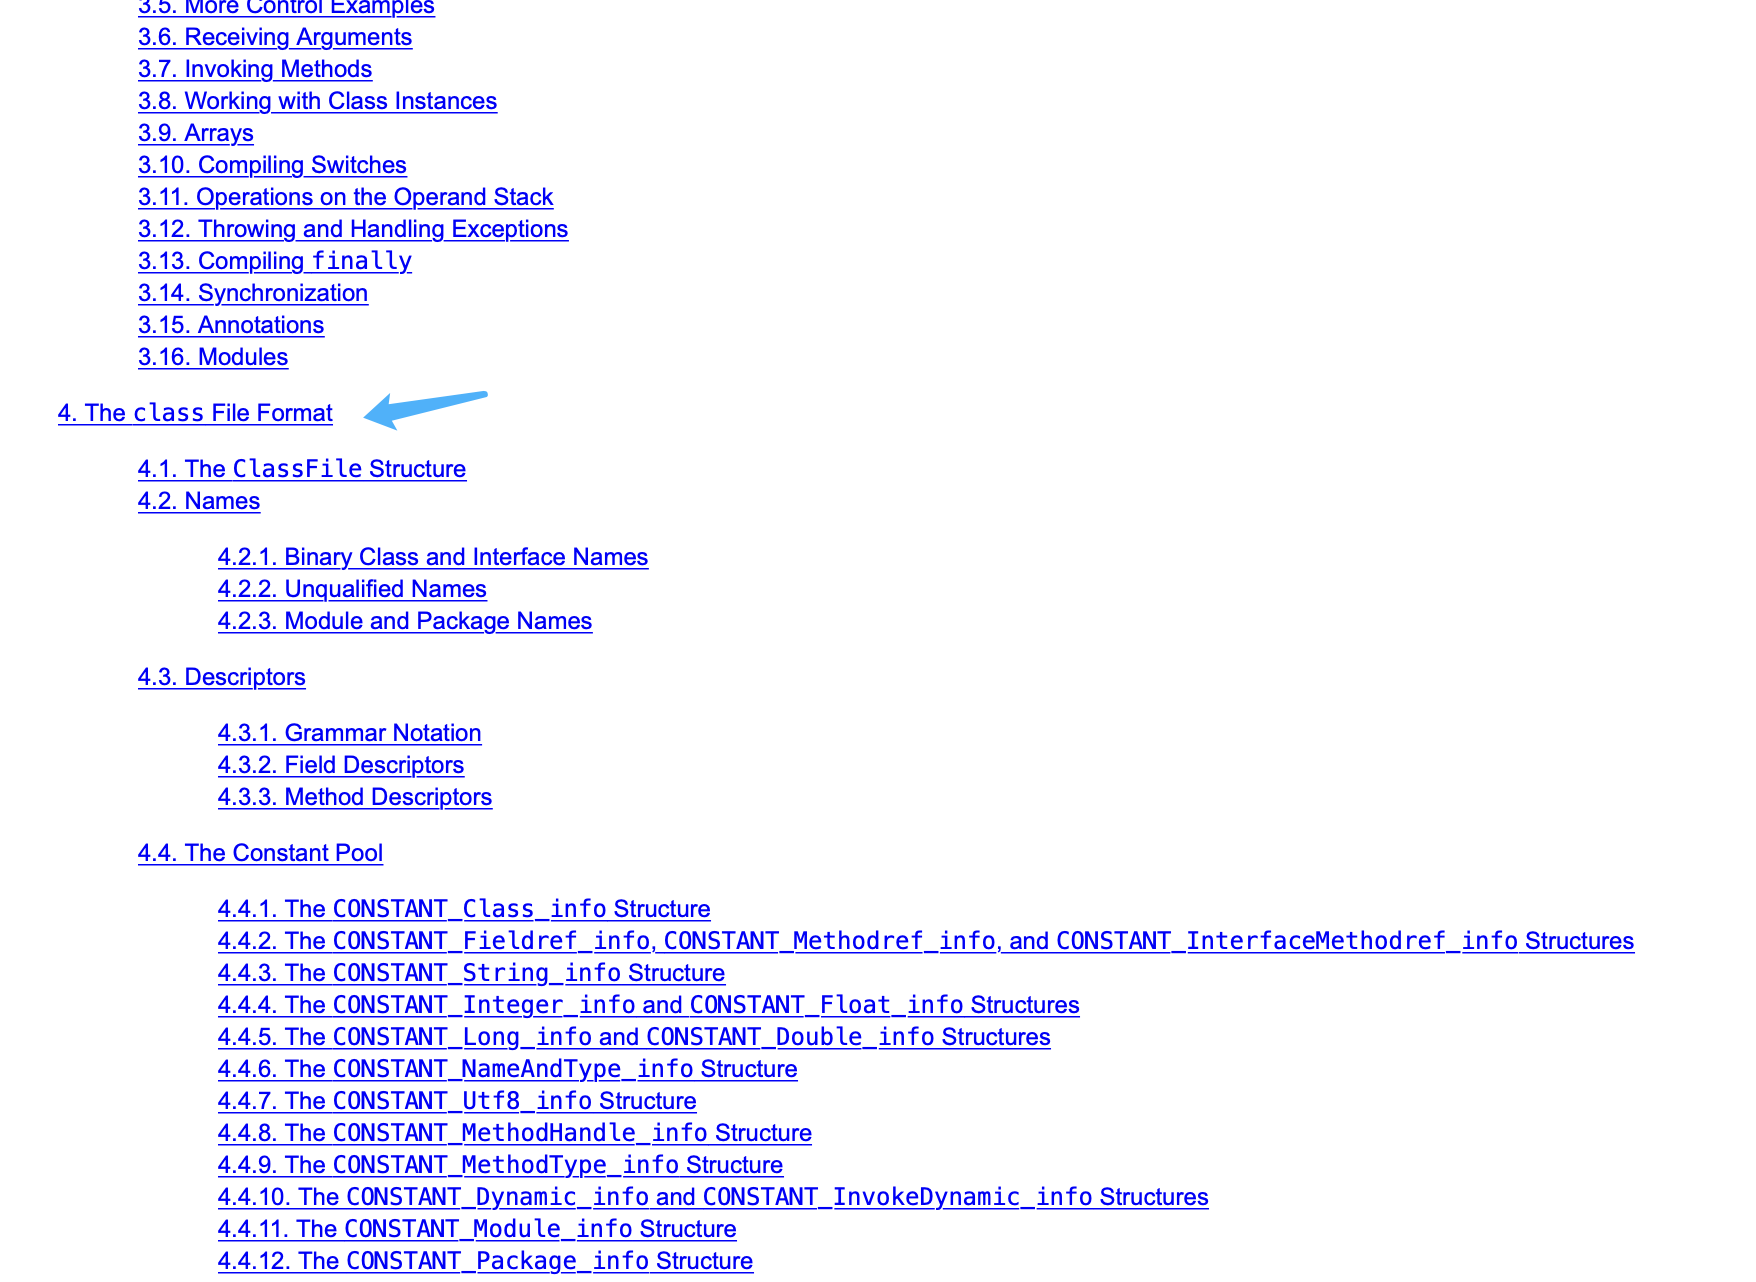 3.5. More Control Examples
3.6. Receiving Arguments
3.7. Invoking Methods
3.8. Working with Class Instances
3.9. Arrays
3.10. Compiling Switches
3.11. Operations on the Operand Stack
3.12. Throwing and Handling Exceptions
3.13. Compiling finally
3.14. Synchronization
3.15. Annotations
3.16. Modules
4. The class File Format
4.1. The ClassFile Structure
4.2. Names
4.2.1. Binary Class and Interface Names
4.2.2. Unqualified Names
4.2.3. Module and Package Names
4.3. Descriptors
4.3.1. Grammar Notation
4.3.2. Field Descriptors
4.3.3. Method Descriptors
4.4. The Constant Pool
4.4.1. The CONSTANT_Class_info Structure
4.4.2. The CONSTANT_Fieldref_info, CONSTANT_Methodref_info, and CONSTANT_InterfaceMethodref_info Structures
4.4.3. The CONSTANT_String_info Structure
4.4.4. The CONSTANT_Integer_info and CONSTANT_Float_info Structures
4.4.5. The CONSTANT_Long_info and CONSTANT_Double_info Structures
4.4.6. The CONSTANT_NameAndType_info Structure
4.4.7. The CONSTANT_Utf8_info Structure
4.4.8. The CONSTANT_MethodHandle_info Structure
4.4.9. The CONSTANT_MethodType_info Structure
4.4.10. The CONSTANT_Dynamic_info and CONSTANT_InvokeDynamic_info Structures
4.4.11. The CONSTANT_Module_info Structure
4.4.12. The CONSTANT_Package_info Structure